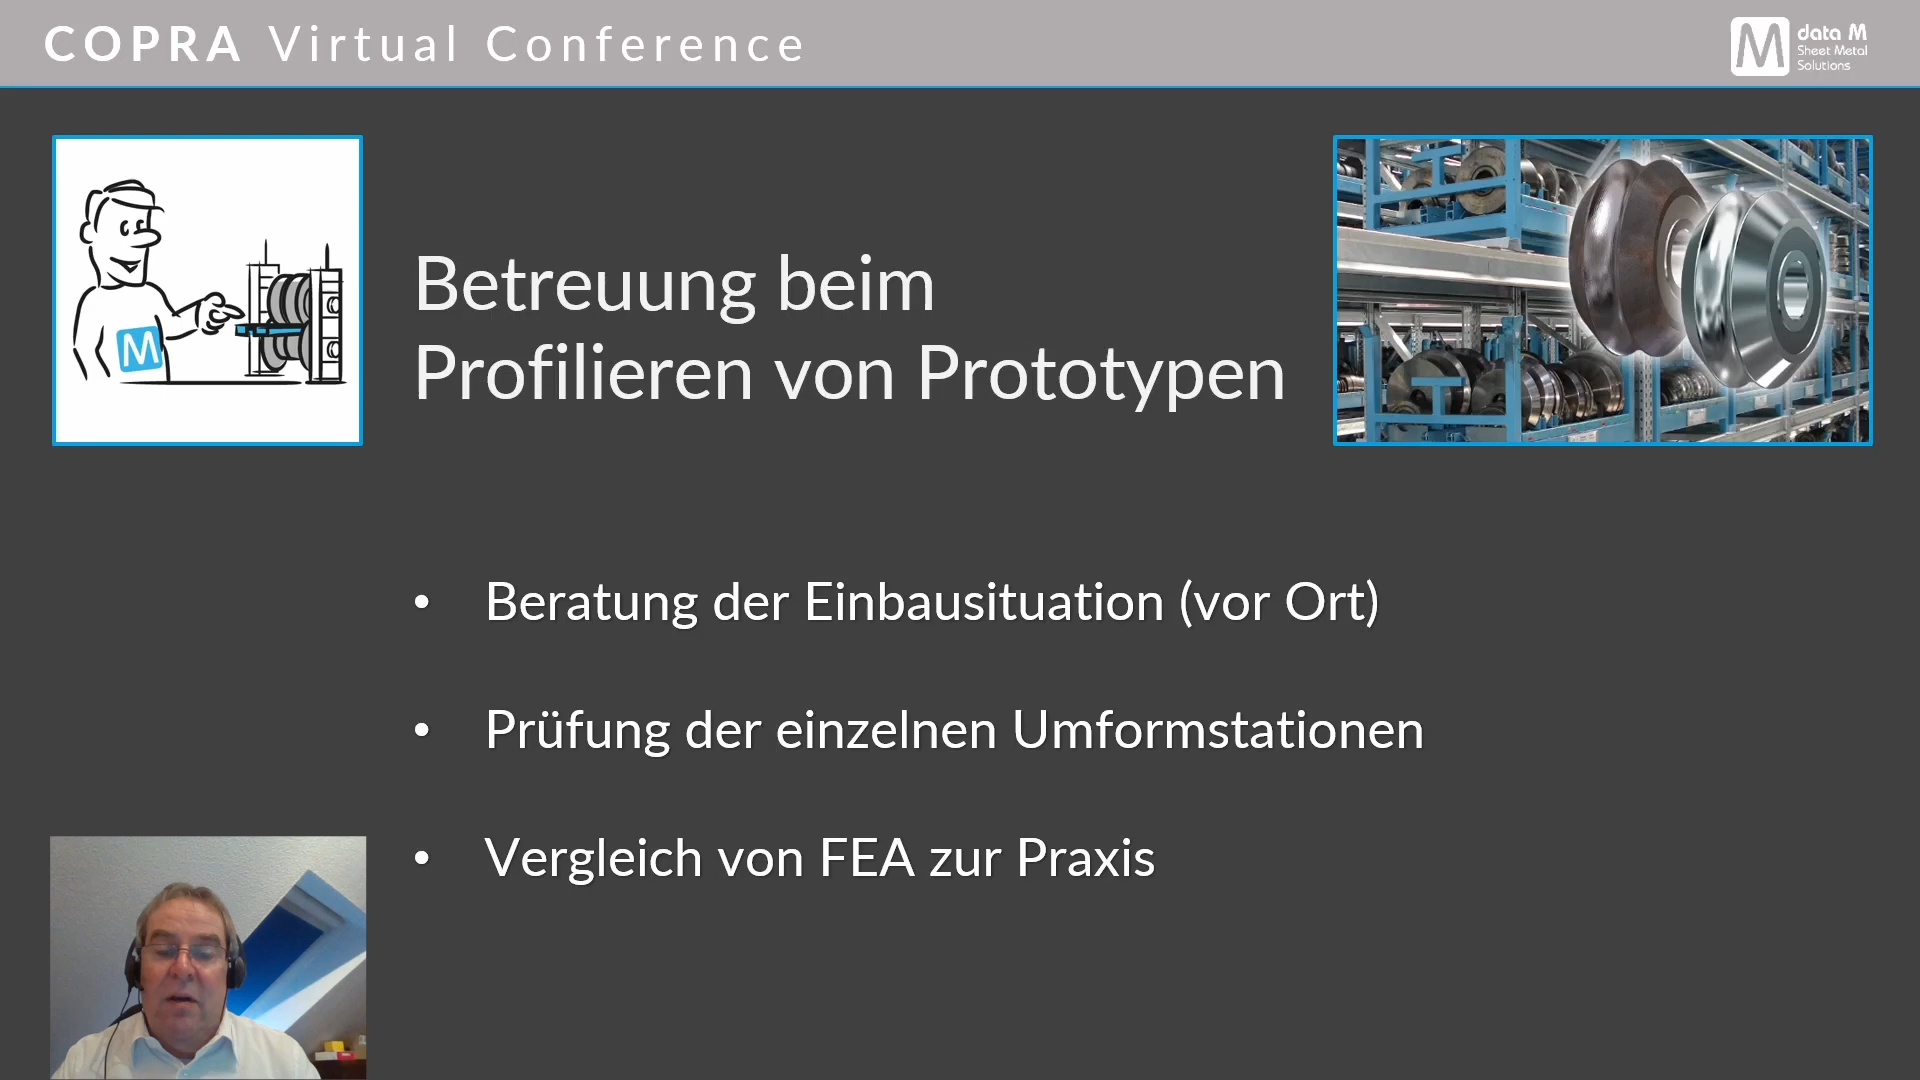 COPRA Virtual Conference
M
data M
Sheet Metal
Solutions
M
Betreuung beim
Profilieren von Prototypen
• Beratung der Einbausituation (vor Ort)
• Prüfung der einzelnen Umformstationen
• Vergleich von FEA zur Praxis